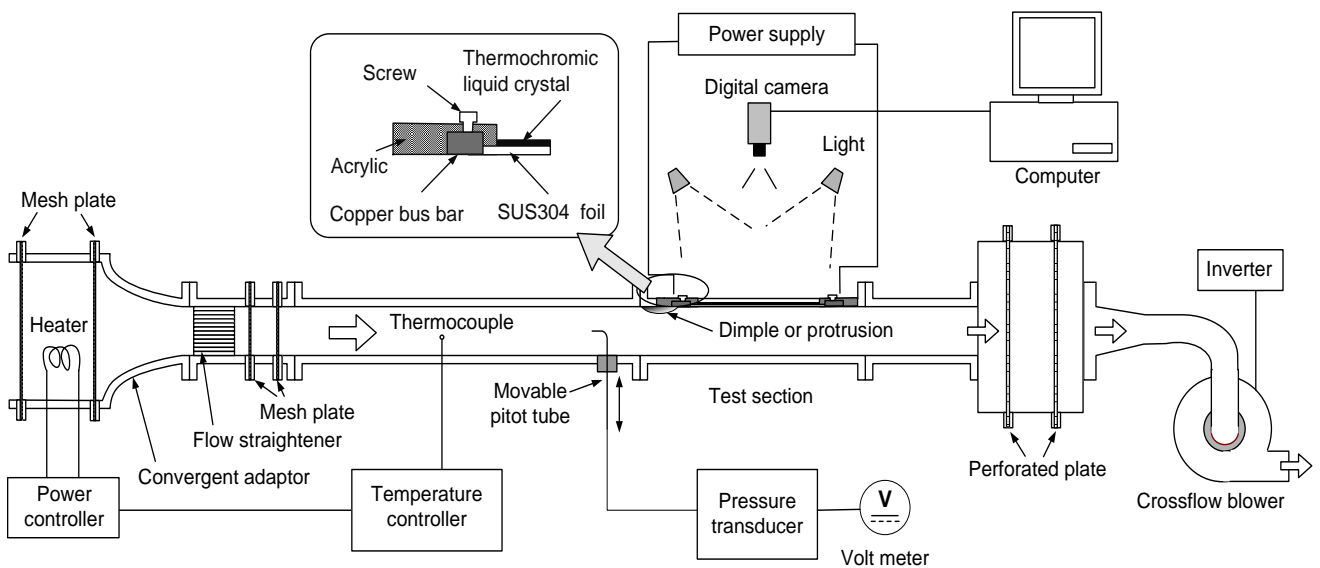 Power supply
Thermochromic
liquid crystal
Screw
Digital camera
Light
Acrylic
Computer
Copper bus bar
SUS304 foil
Mesh plate
Inverter
Heater
Thermocouple
Dimple or protrusion
Movable
pitot tube
Test section
Mesh plate
Flow straightener
Convergent adaptor
Perforated plate
Crossflow blower
Power
controller
Temperature
controller
Pressure
transducer
V
Volt meter